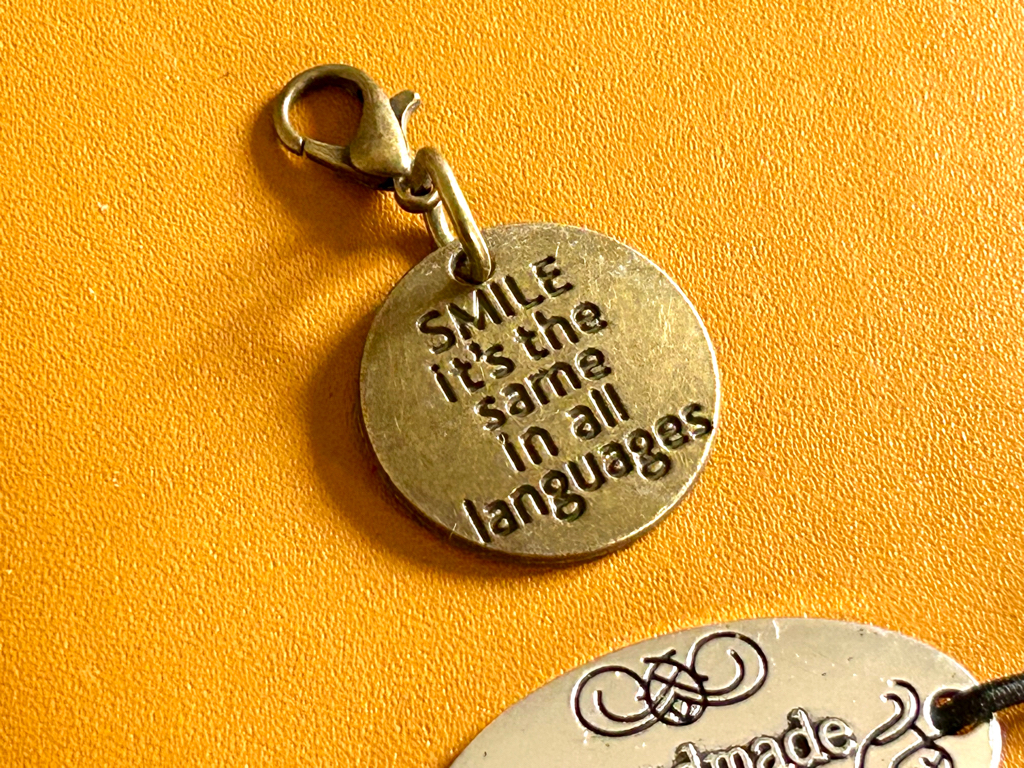 SMILE
it's the
same
in all
languages